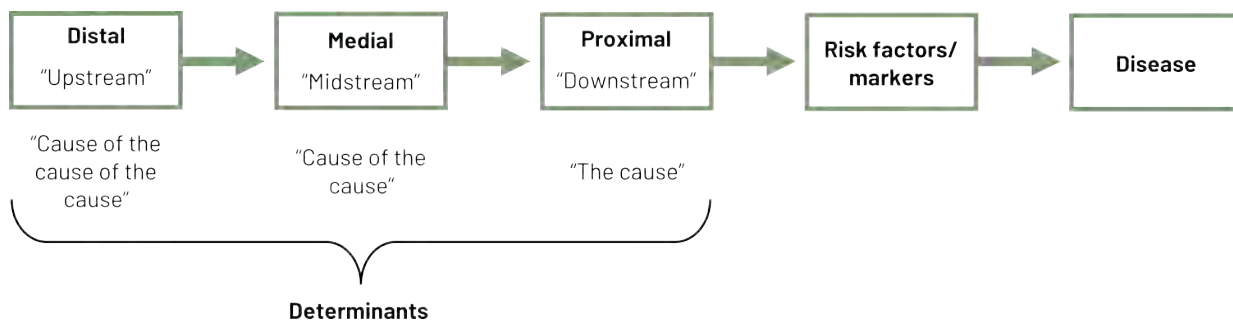 Distal
“Upstream”
Medial
“Midstream”
Proximal
“Downstream”
Risk factors/
markers
Disease
“Cause of the
cause of the
cause”
“Cause of the
cause”
“The cause”
Determinants